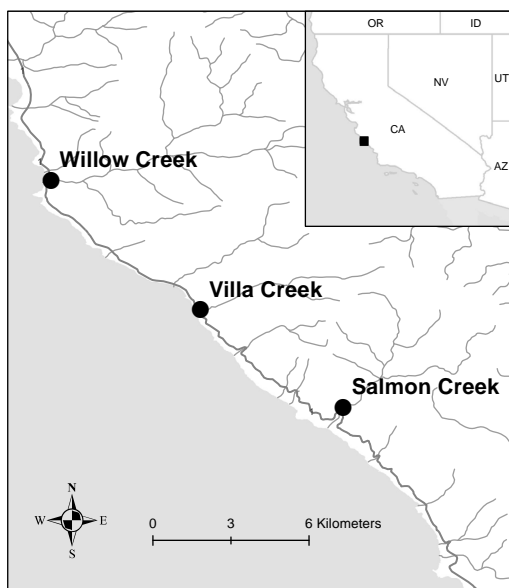 OR ID
NV UT
CA
AZ
Willow Creek
Villa Creek
Salmon Creek
N
W E
S
0 3 6 Kilometers